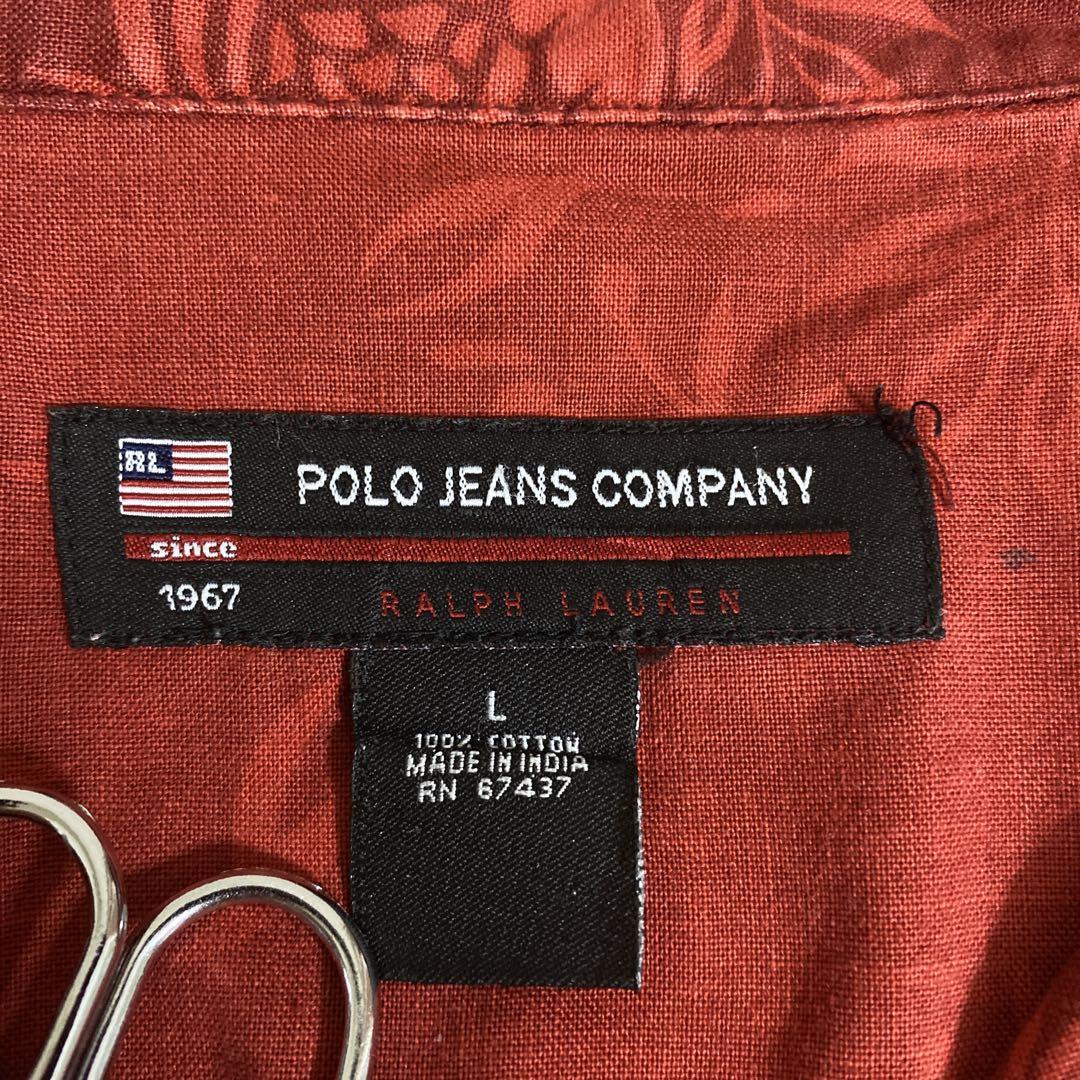 RL
POLO JEANS COMPANY
since
1967
RALPH LAUREN
L
100% COTTON
MADE IN INDIA
RN 67437